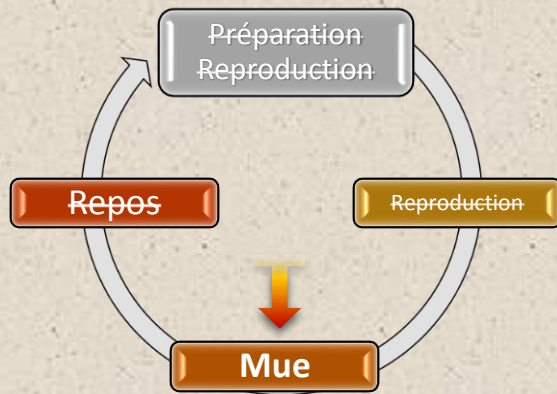 Préparation
Reproduction
Repos
Reproduction
Mue